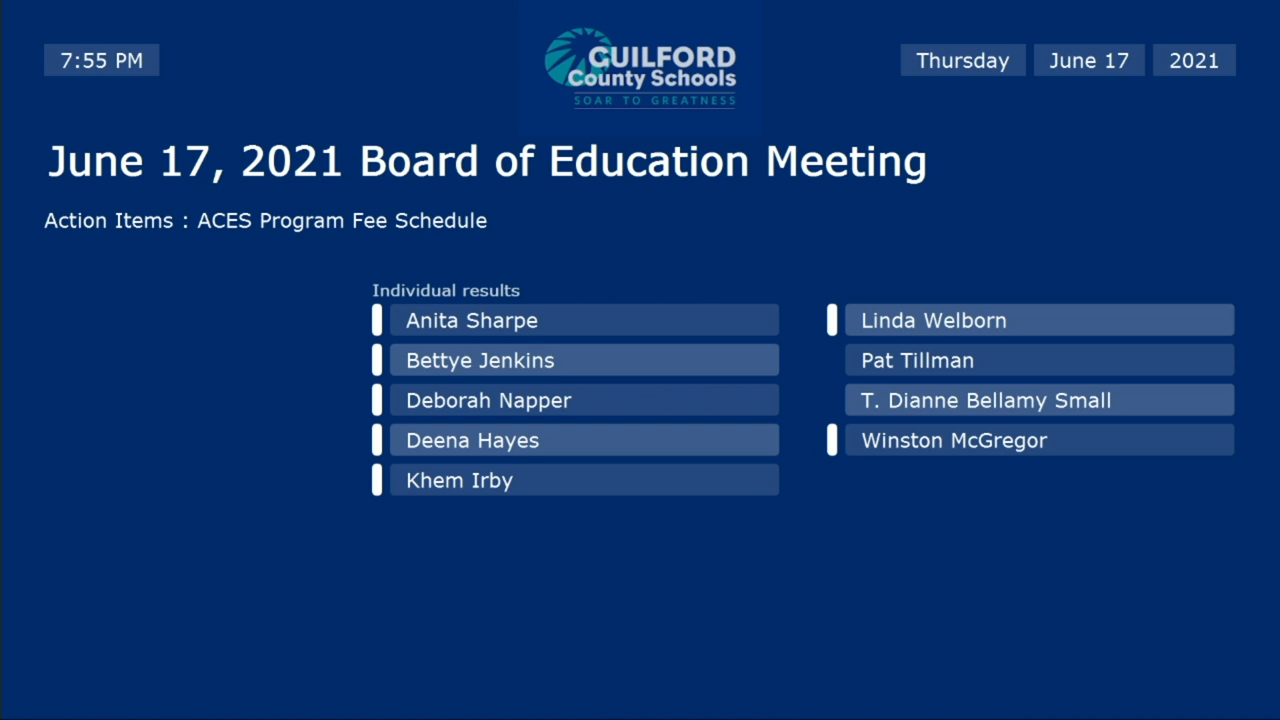 7:55 PM
GUILFORD
County Schools
SOAR TO GREATNESS
Thursday June 17 2021
June 17, 2021 Board of Education Meeting
Action Items : ACES Program Fee Schedule
Individual results
Anita Sharpe
Bettye Jenkins
Deborah Napper
Deena Hayes
Khem Irby
Linda Welborn
Pat Tillman
T. Dianne Bellamy Small
Winston McGregor